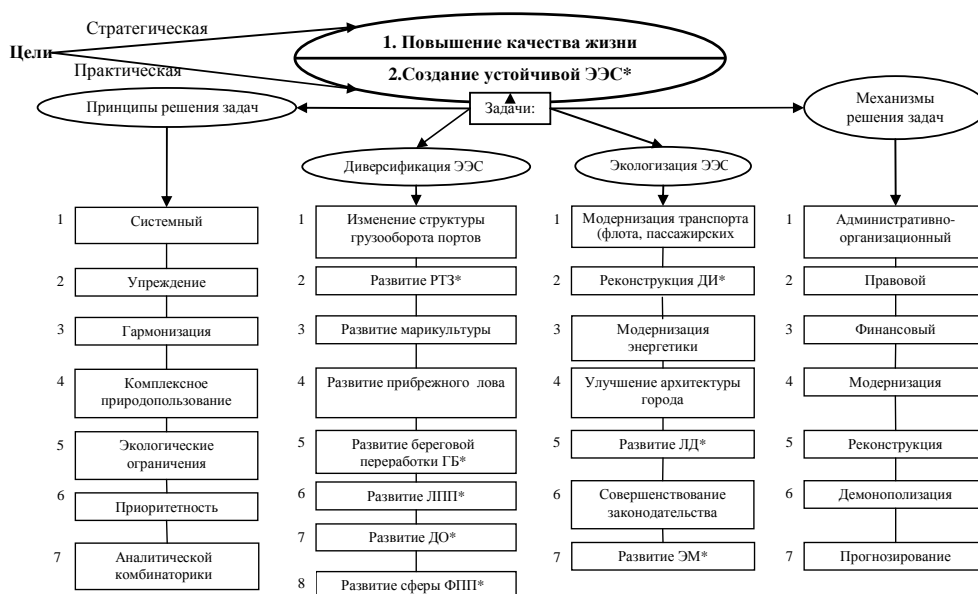 Стратегическая
Цели
Практическая
1. Повышение качества жизни
2.Создание устойчивой ЭЭС*
Задачи:
Принципы решения задач
Механизмы
решения задач
Диверсификация ЭЭС
Экологизация ЭЭС
1 Системный
2 Упреждение
3 Гармонизация
4 Комплексное
природопользование
5 Экологические
ограничения
6 Приоритетность
7 Аналитической
комбинаторики
1 Изменение структуры
грузооборота портов
2 Развитие РТЗ*
3 Развитие марикультуры
4 Развитие прибрежного лова
5 Развитие береговой
переработки ГБ*
6 Развитие ЛПП*
7 Развитие ДО*
8 Развитие сферы ФПП*
1 Модернизация транспорта
(флота, пассажирских
2 Реконструкция ДИ*
3 Модернизация
энергетики
4 Улучшение архитектуры
города
5 Развитие ЛД*
6 Совершенствование
законодательства
7 Развитие ЭМ*
1 Административно-
организационный
2 Правовой
3 Финансовый
4 Модернизация
5 Реконструкция
6 Демонополизация
7 Прогнозирование